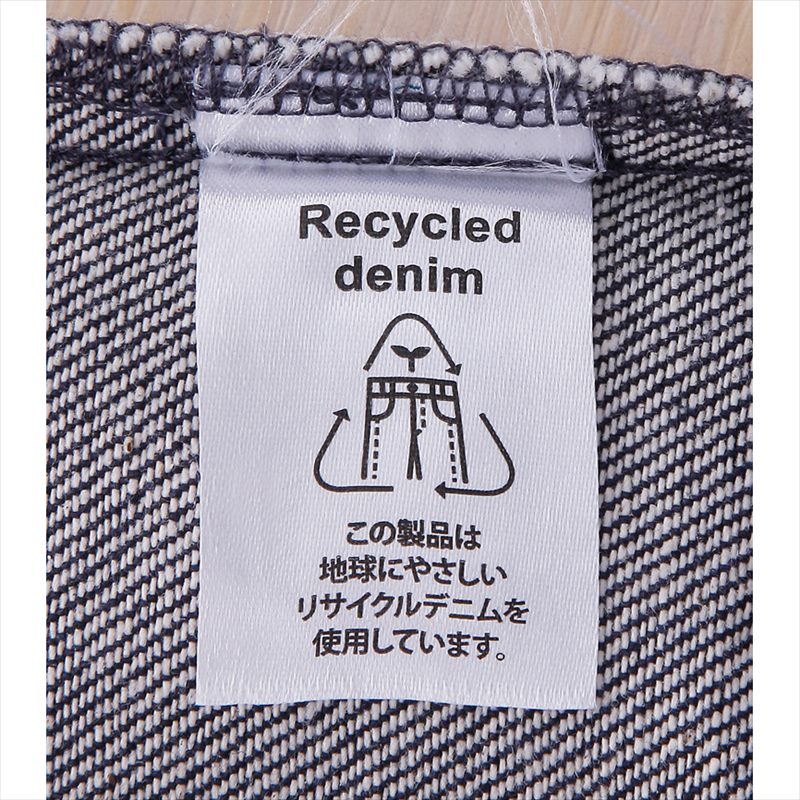 Recycled
denim
この製品は
地球にやさしい
リサイクルデニムを
使用しています。